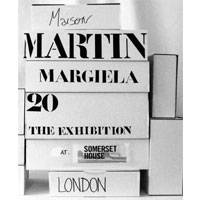 Maison
MARTIN
MARGIELA
20
THE EXHIBITION
AT
SOMERSET
HOUSE
LONDON